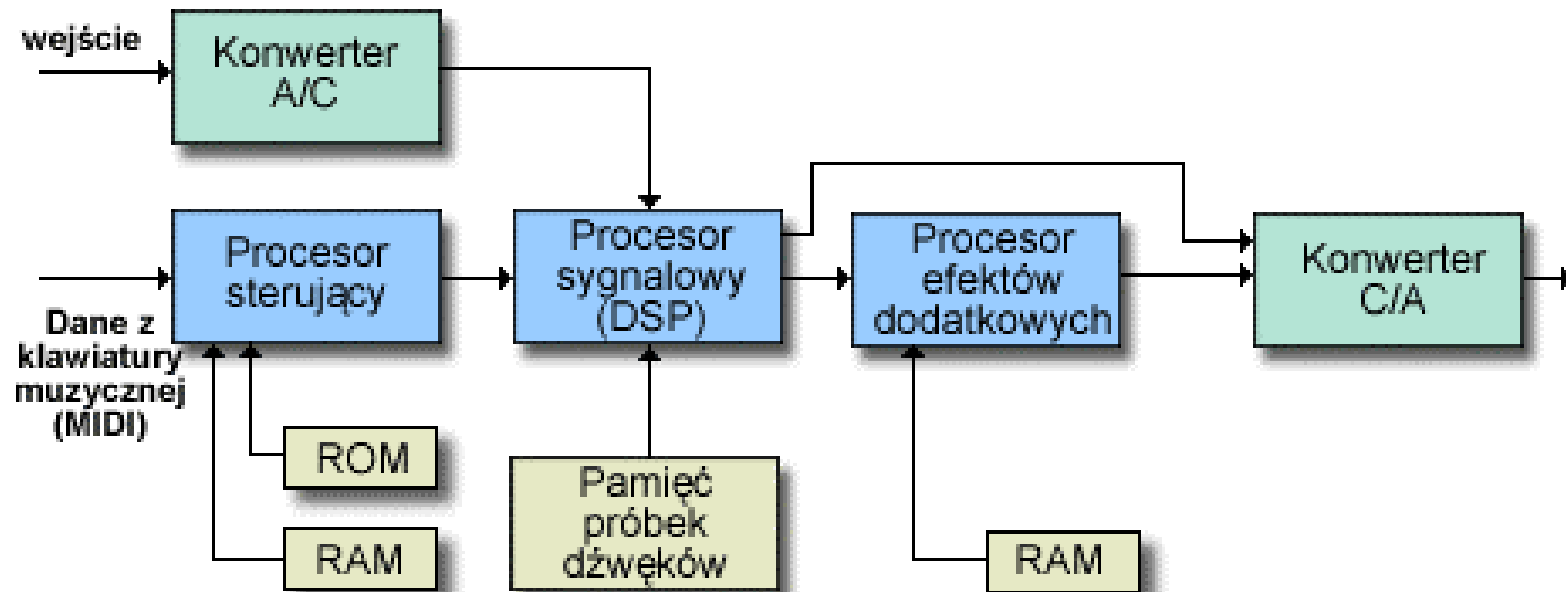 wejście
Konwerter
A/C
Procesor
sterujący
Procesor
sygnalowy
(DSP)
Procesor
efektów
dodatkowych
Konwerter
C/A
Dane z
klawiatury
muzycznej
(MIDI)
ROM
RAM
Pamięć
próbek
dźwęków
RAM